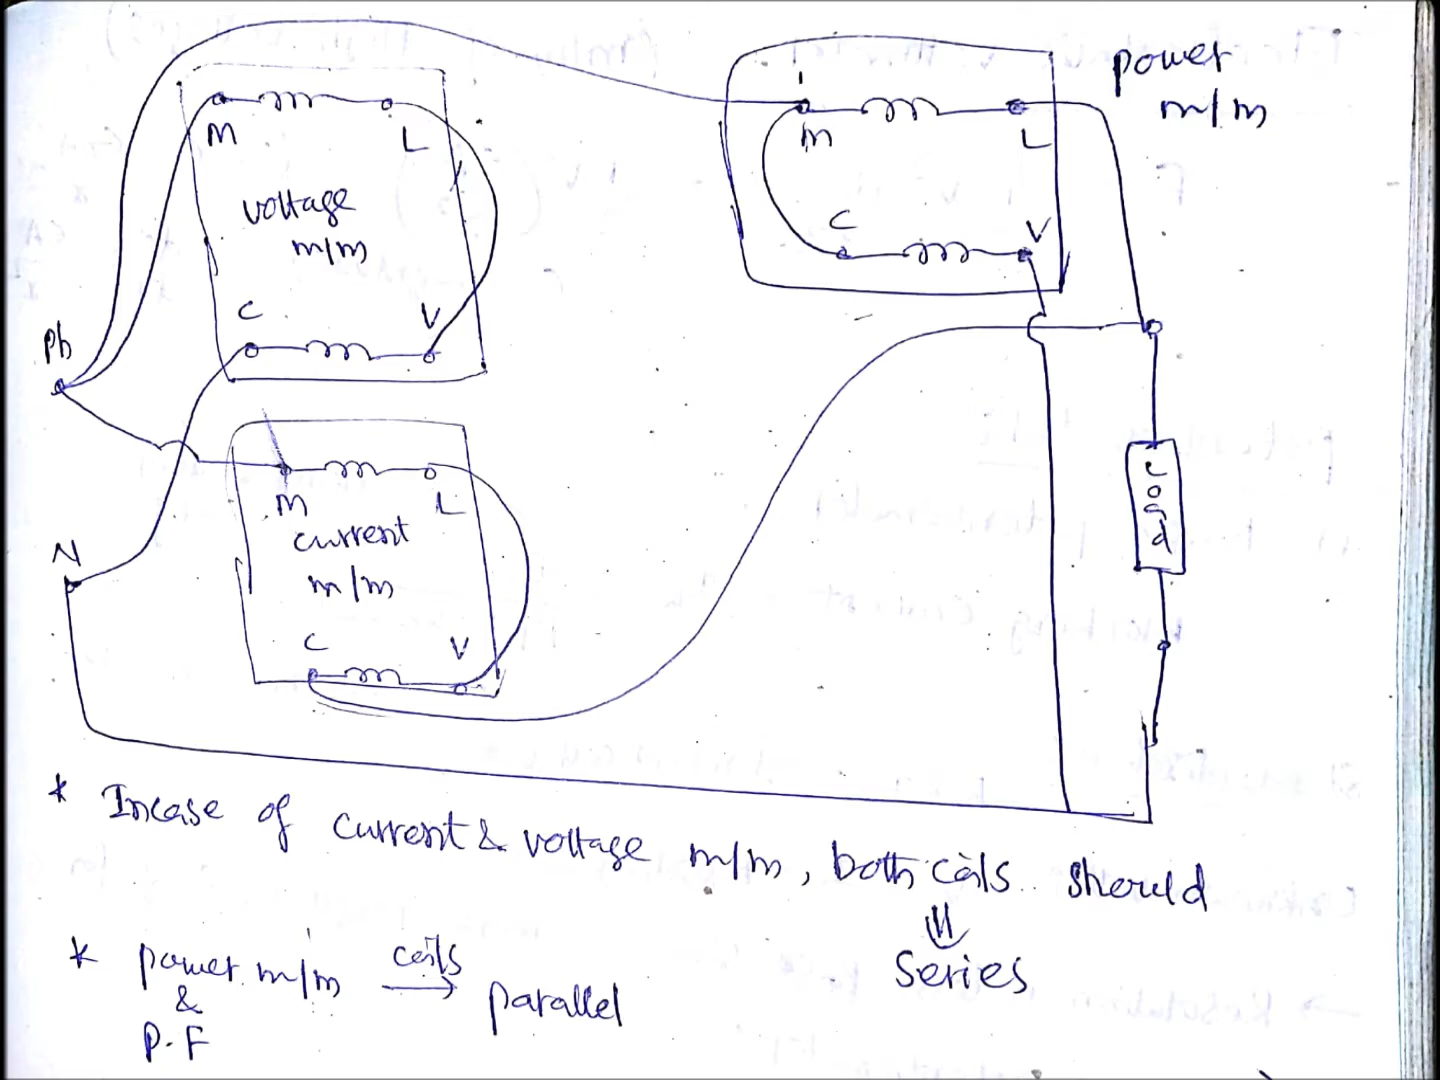 power
m/m
M
L
voltage
m/m
C
V
M
L
C
V
Ph
M
L
current
m/m
C
V
N
Load
* Incase of current & voltage m/m, both coils should
⇓
Series
* power m/m coils → parallel
&
P.F